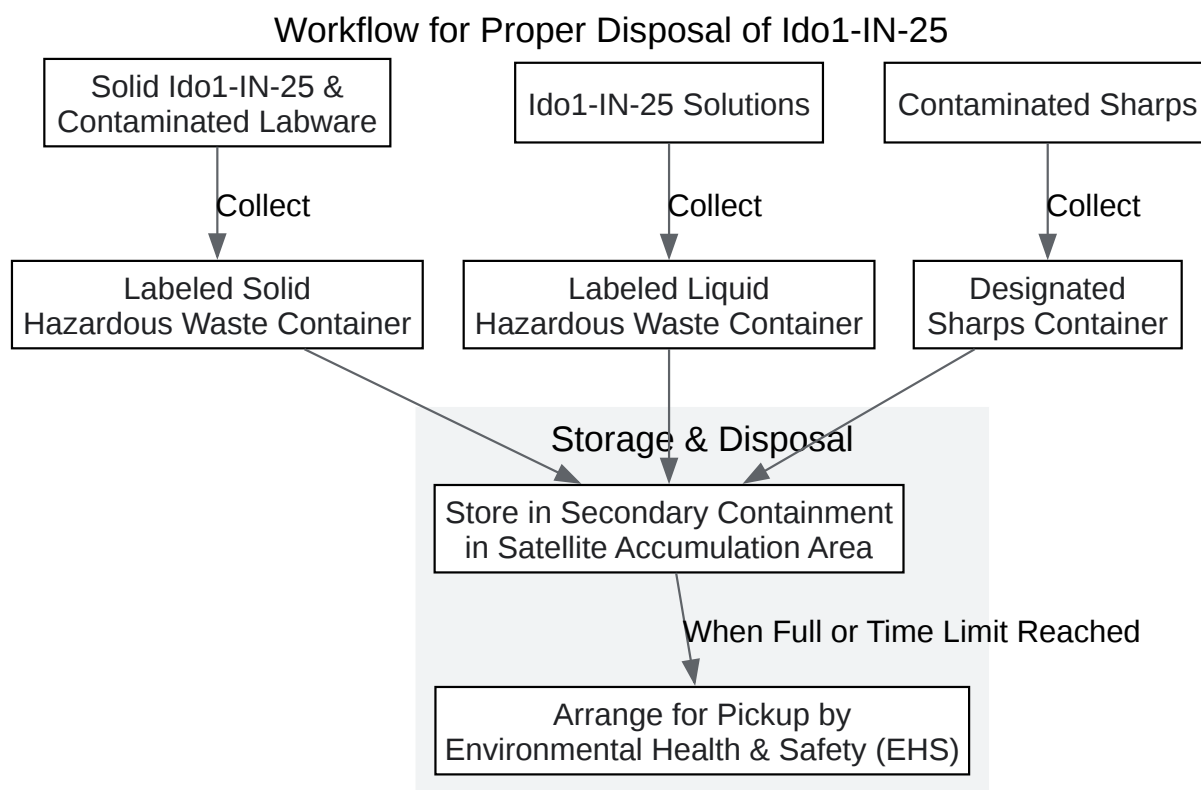 Workflow for Proper Disposal of Ido1-IN-25
Solid Ido1-IN-25 &
Contaminated Labware
Ido1-IN-25 Solutions
Contaminated Sharps
Collect
Collect
Collect
Labeled Solid
Hazardous Waste Container
Labeled Liquid
Hazardous Waste Container
Designated
Sharps Container
Storage & Disposal
Store in Secondary Containment
in Satellite Accumulation Area
When Full or Time Limit Reached
Arrange for Pickup by
Environmental Health & Safety (EHS)